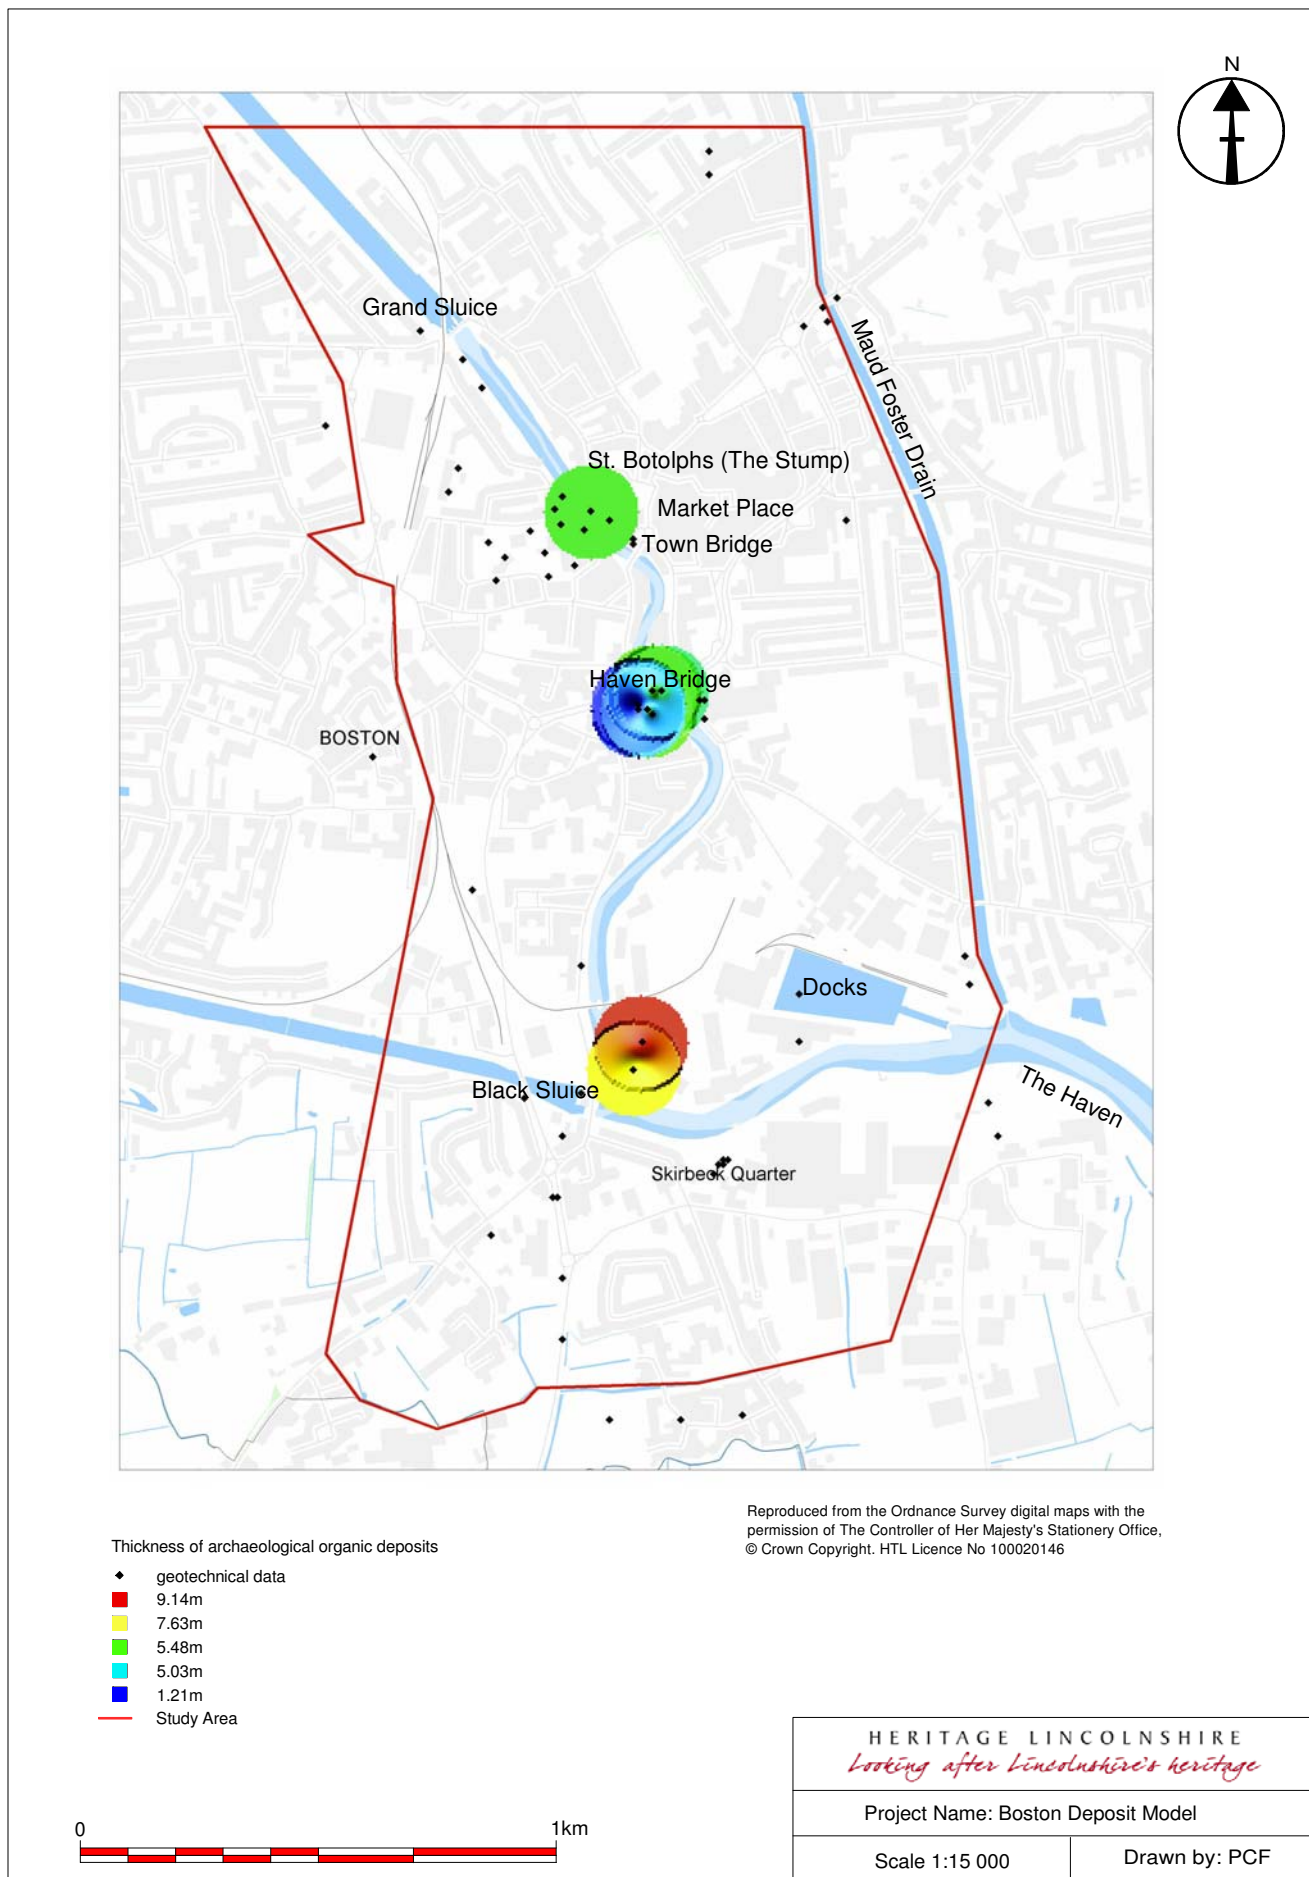 N
Grand Sluice
Maud Foster Drain
St. Botolphs (The Stump)
Market Place
Town Bridge
Haven Bridge
BOSTON
Docks
Black Sluice
The Haven
Skirbeck Quarter
Reproduced from the Ordnance Survey digital maps with the
permission of The Controller of Her Majesty's Stationery Office,
© Crown Copyright. HTL Licence No 100020146
Thickness of archaeological organic deposits
geotechnical data
9.14m
7.63m
5.48m
5.03m
1.21m
Study Area
0 1km
HERITAGE LINCOLNSHIRE
Looking after Lincolnshire's heritage
Project Name: Boston Deposit Model
Scale 1:15 000
Drawn by: PCF